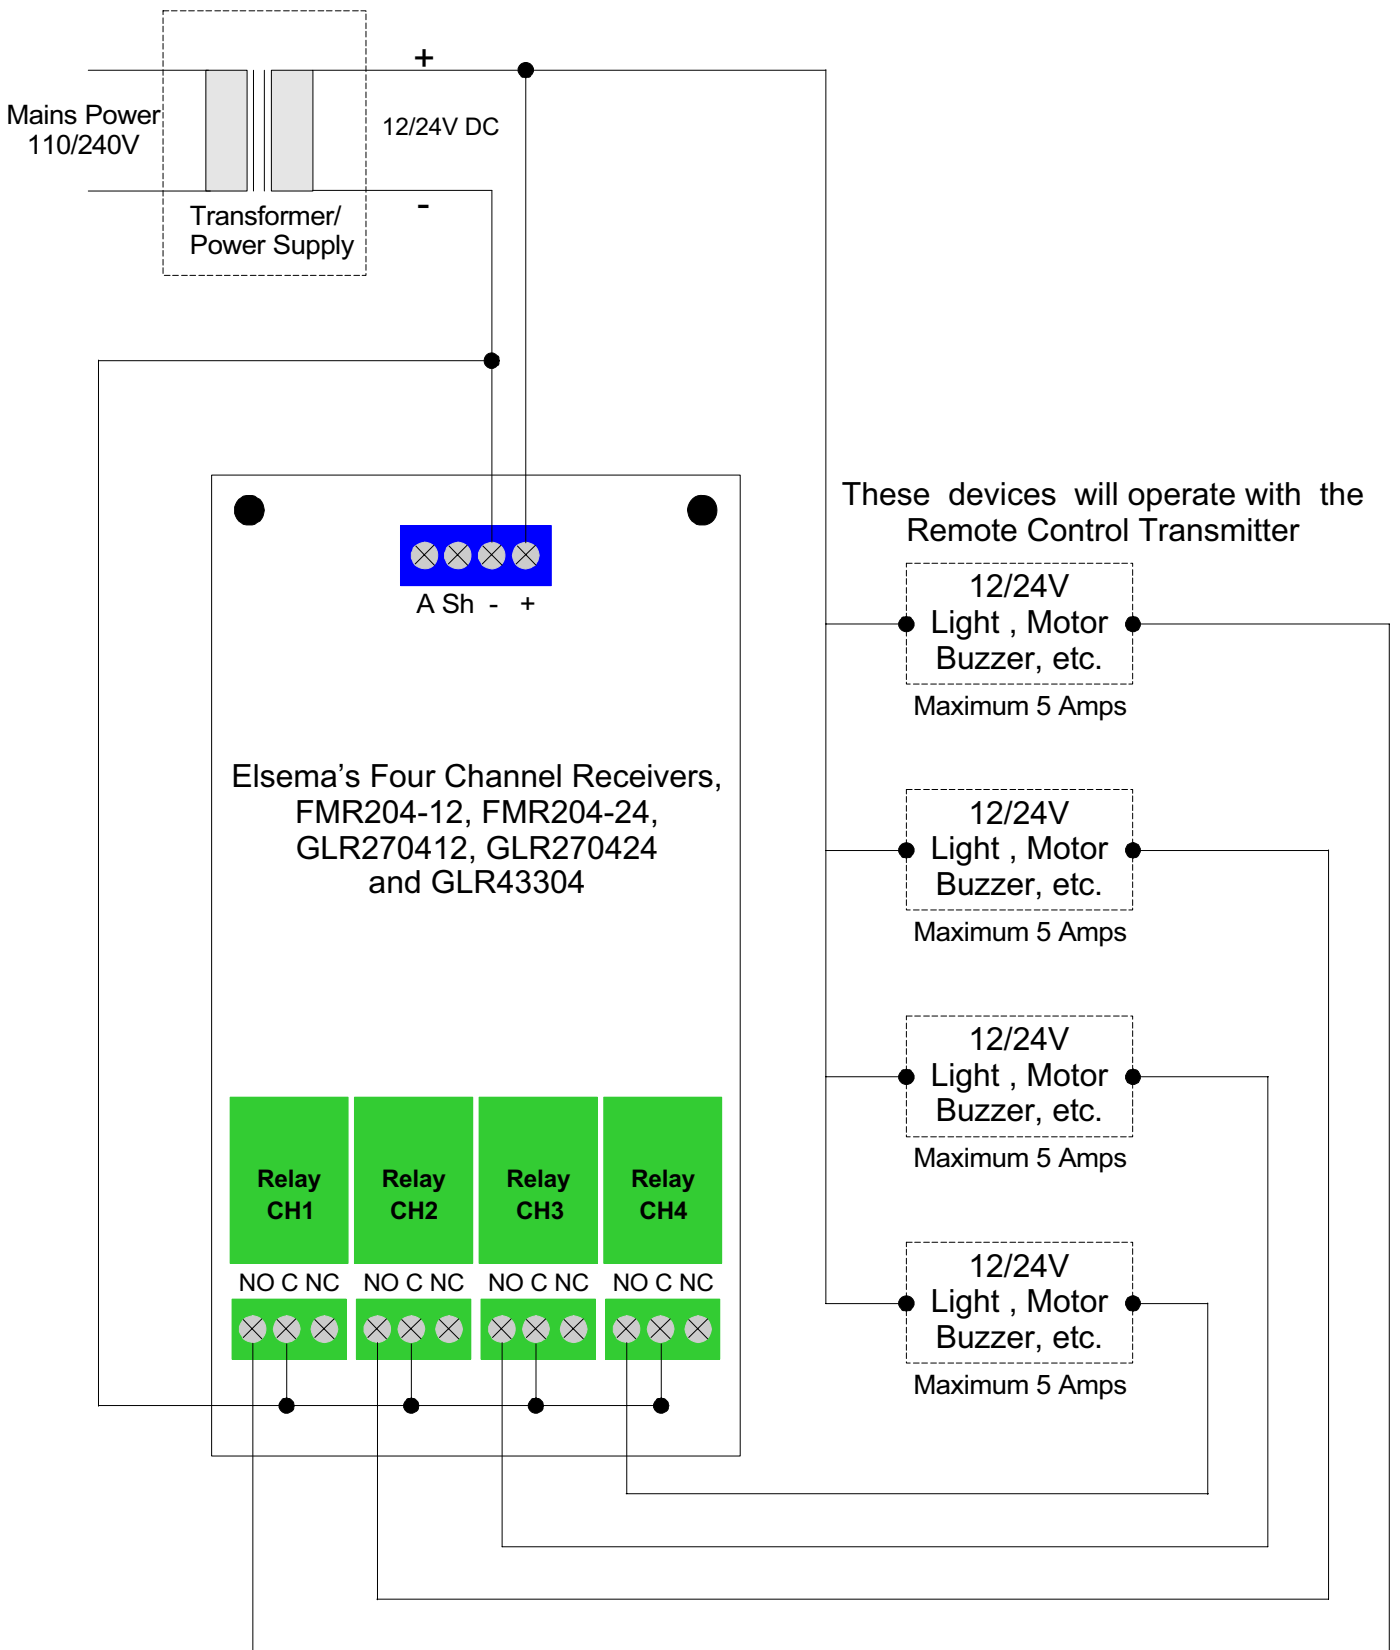 +
Mains Power
110/240V
12/24V DC
-
Transformer/
Power Supply
These devices will operate with the
Remote Control Transmitter
A Sh - +
12/24V
Light , Motor
Buzzer, etc.
Maximum 5 Amps
Elsema's Four Channel Receivers,
FMR204-12, FMR204-24,
GLR270412, GLR270424
and GLR43304
12/24V
Light , Motor
Buzzer, etc.
Maximum 5 Amps
12/24V
Light , Motor
Buzzer, etc.
Maximum 5 Amps
Relay
CH1
Relay
CH2
Relay
CH3
Relay
CH4
NO C NC
NO C NC
NO C NC
NO C NC
12/24V
Light , Motor
Buzzer, etc.
Maximum 5 Amps